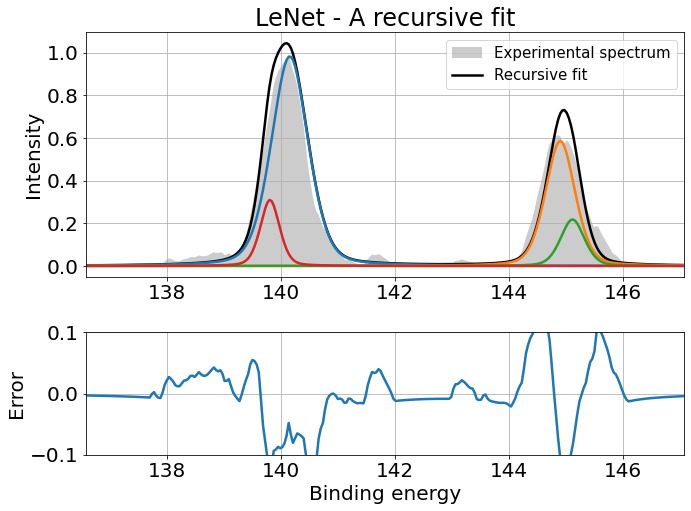 LeNet - A recursive fit
Intensity
1.0
0.8
0.6
0.4
0.2
0.0
Experimental spectrum
Recursive fit
138 140 142 144 146
Error
0.1
0.0
−0.1
138 140 142 144 146
Binding energy